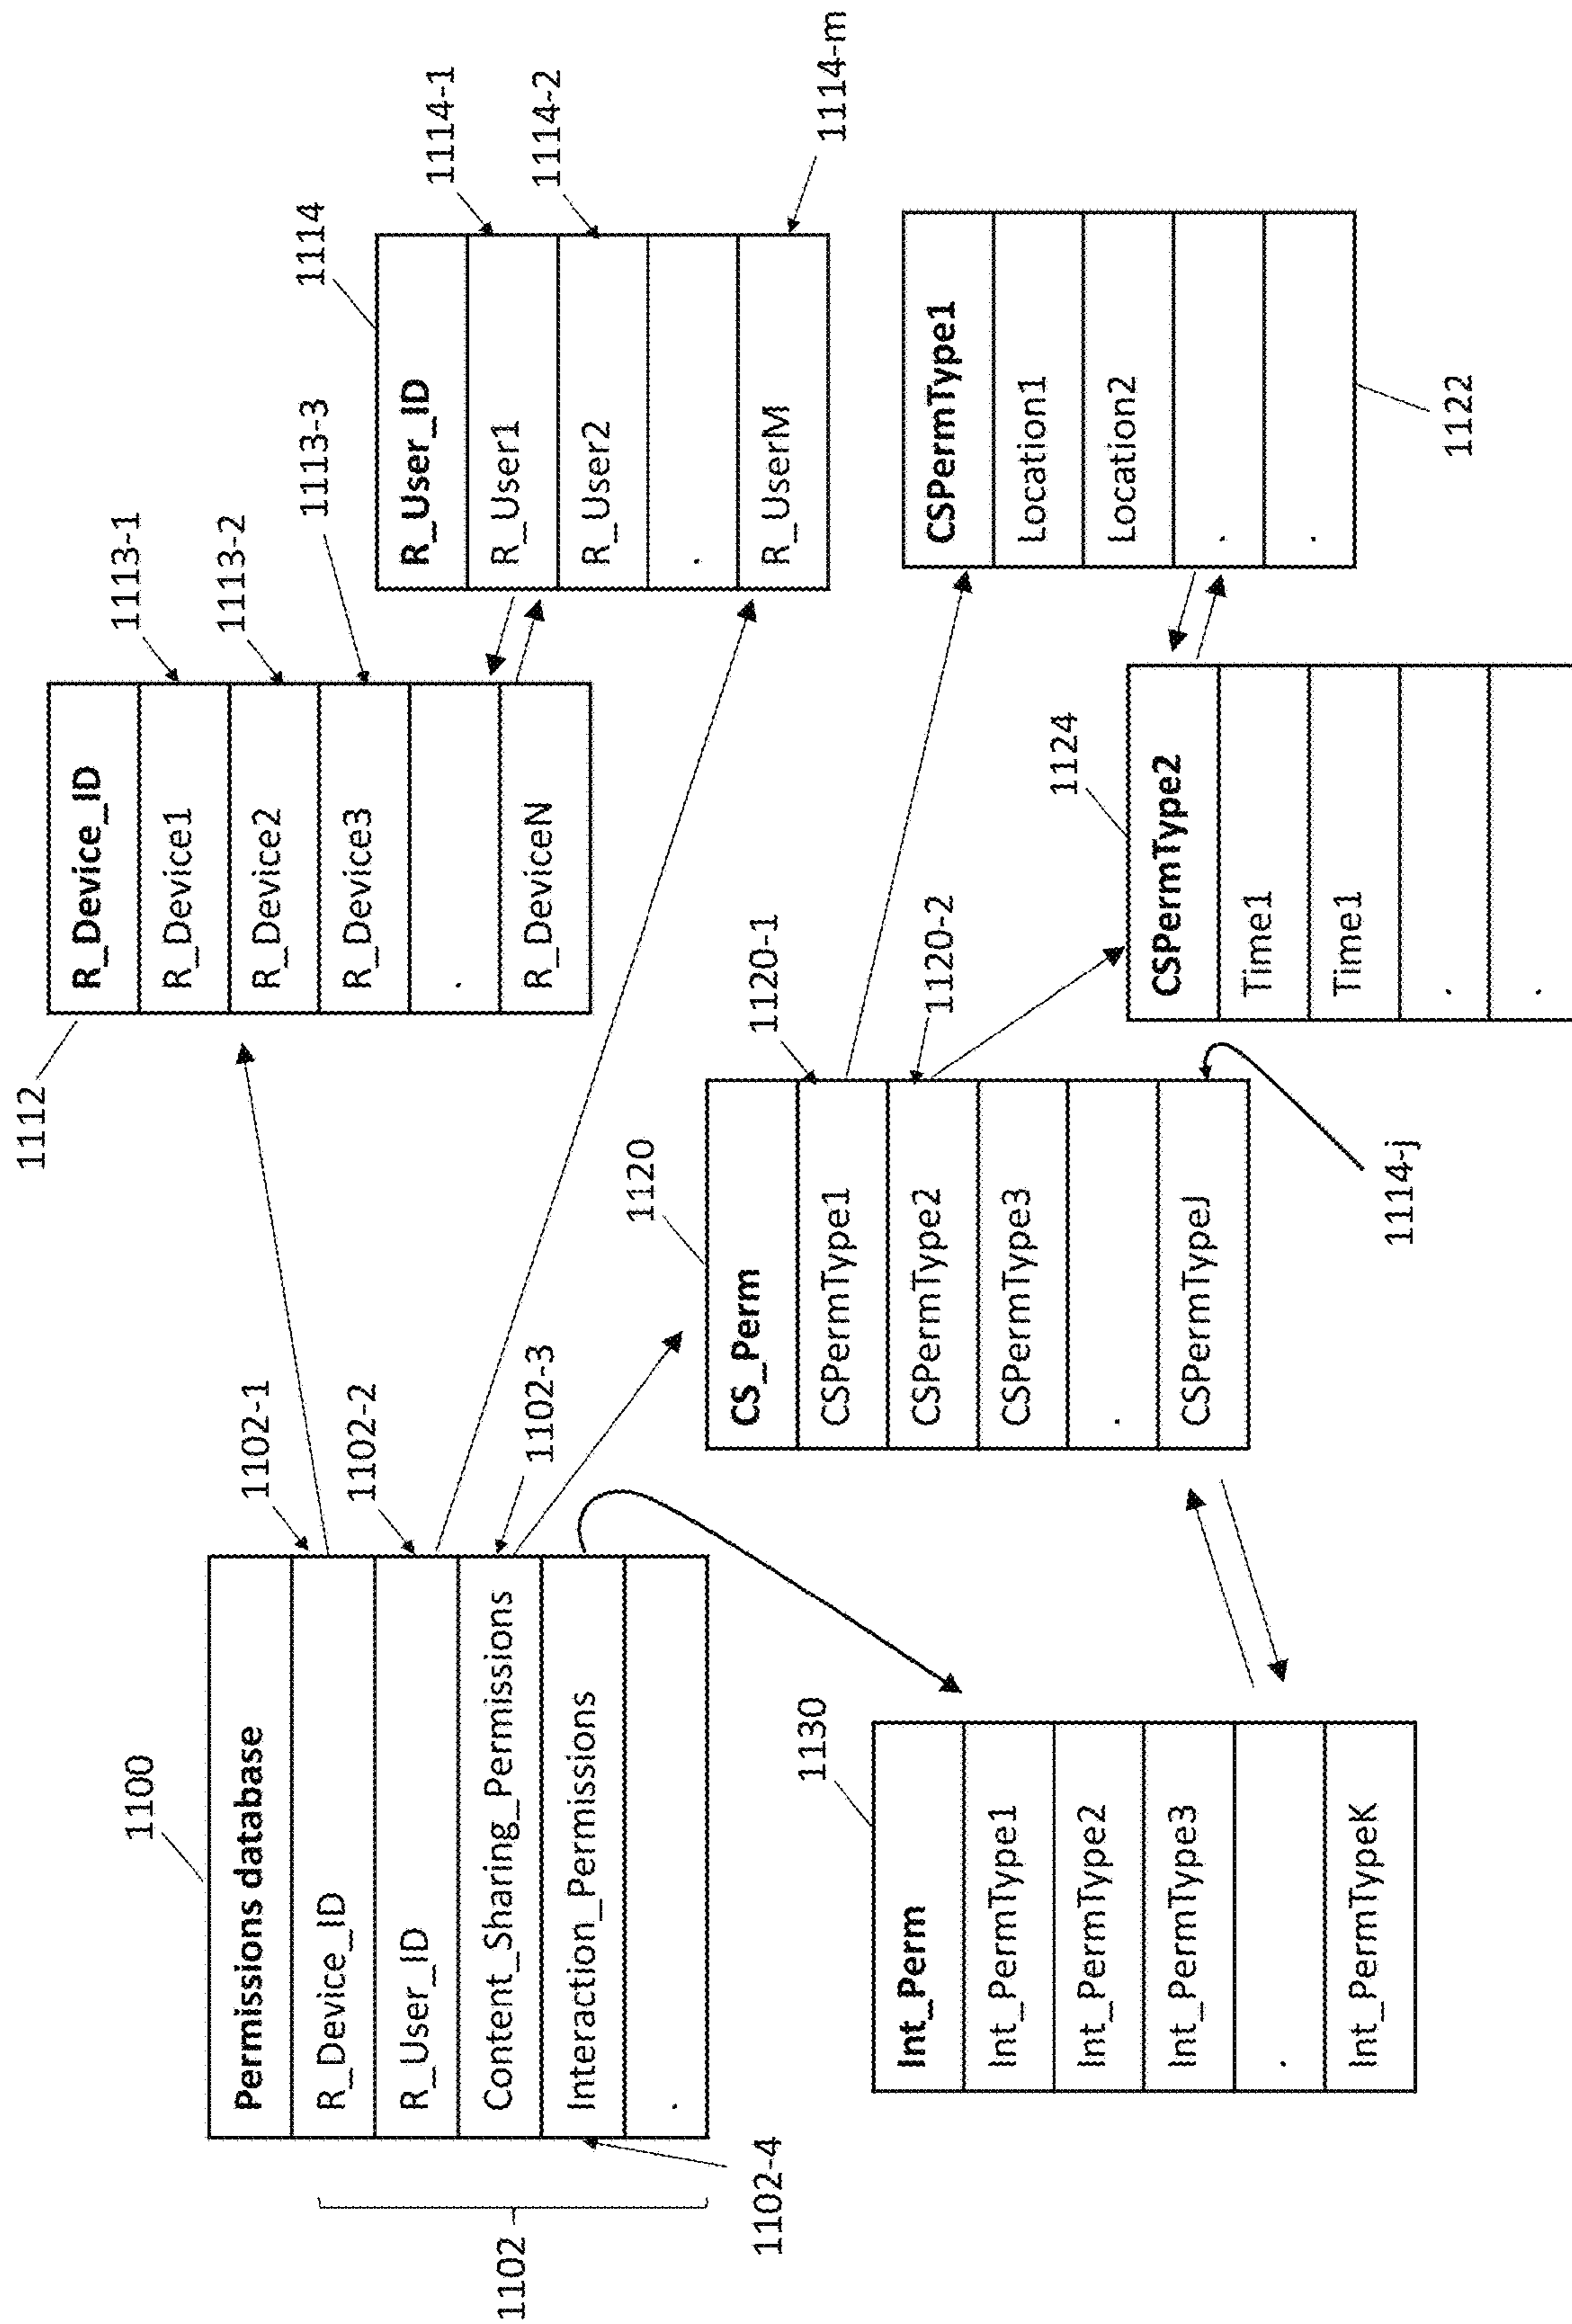 1100
Permissions database
R_Device_ID
R_User_ID
Content_Sharing_Permissions
Interaction_Permissions
.
1102
1102-1
1102-2
1102-3
1102-4
1112
R_Device_ID
R_Device1
R_Device2
R_Device3
.
R_DeviceN
1113-1
1113-2
1113-3
1114
R_User_ID
R_User1
R_User2
.
R_UserM
1114-1
1114-2
1114-m
1120
CS_Perm
CSPermType1
CSPermType2
CSPermType3
.
CSPermTypeJ
1120-1
1120-2
1114-j
CSPermType1
Location1
Location2
.
.
1122
1124
CSPermType2
Time1
Time1
.
.
1130
Int_Perm
Int_PermType1
Int_PermType2
Int_PermType3
.
Int_PermTypeK